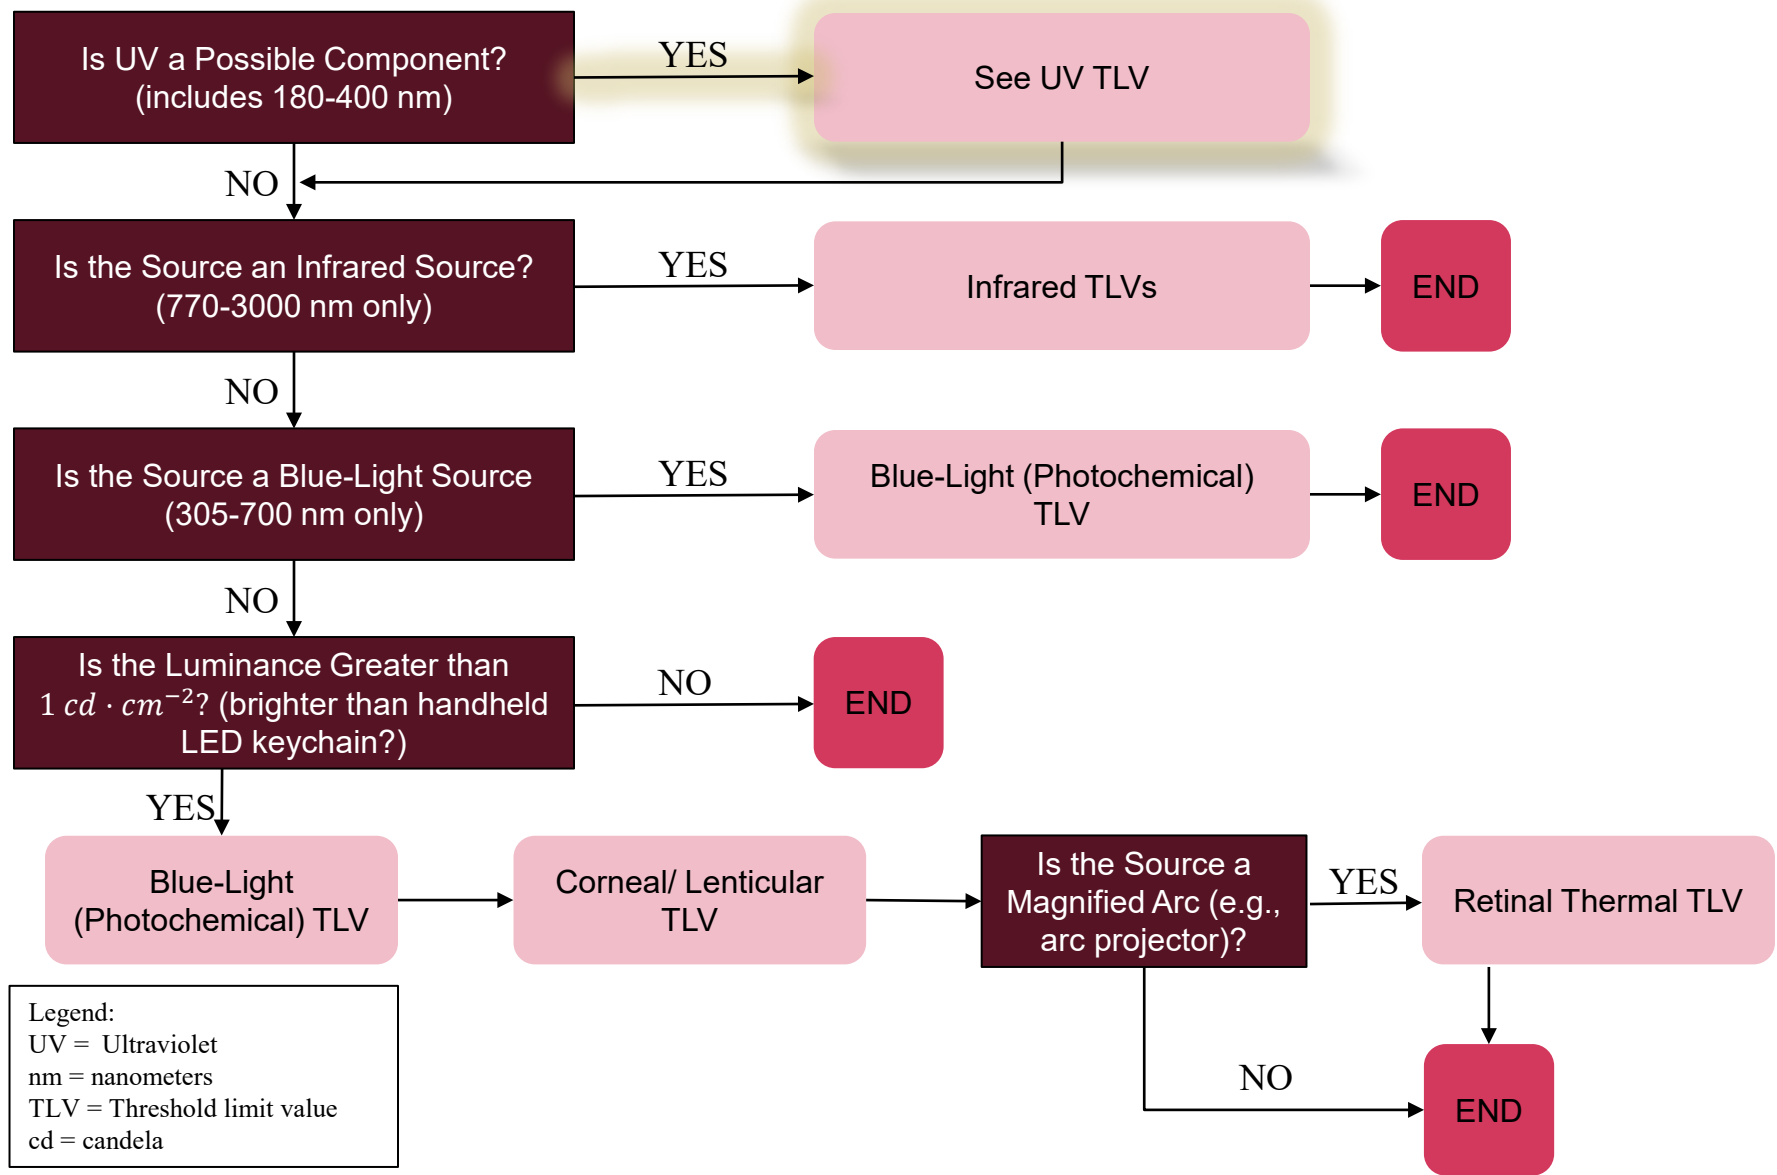 Is UV a Possible Component?
(includes 180-400 nm)
YES
See UV TLV
NO
Is the Source an Infrared Source?
(770-3000 nm only)
YES
Infrared TLVs
END
NO
Is the Source a Blue-Light Source
(305-700 nm only)
YES
Blue-Light (Photochemical)
TLV
END
NO
Is the Luminance Greater than
1 cd · cm⁻²? (brighter than handheld
LED keychain?)
NO
END
YES
Blue-Light
(Photochemical) TLV
Corneal/ Lenticular
TLV
Is the Source a
Magnified Arc (e.g.,
arc projector)?
YES
Retinal Thermal TLV
NO
END
Legend:
UV = Ultraviolet
nm = nanometers
TLV = Threshold limit value
cd = candela